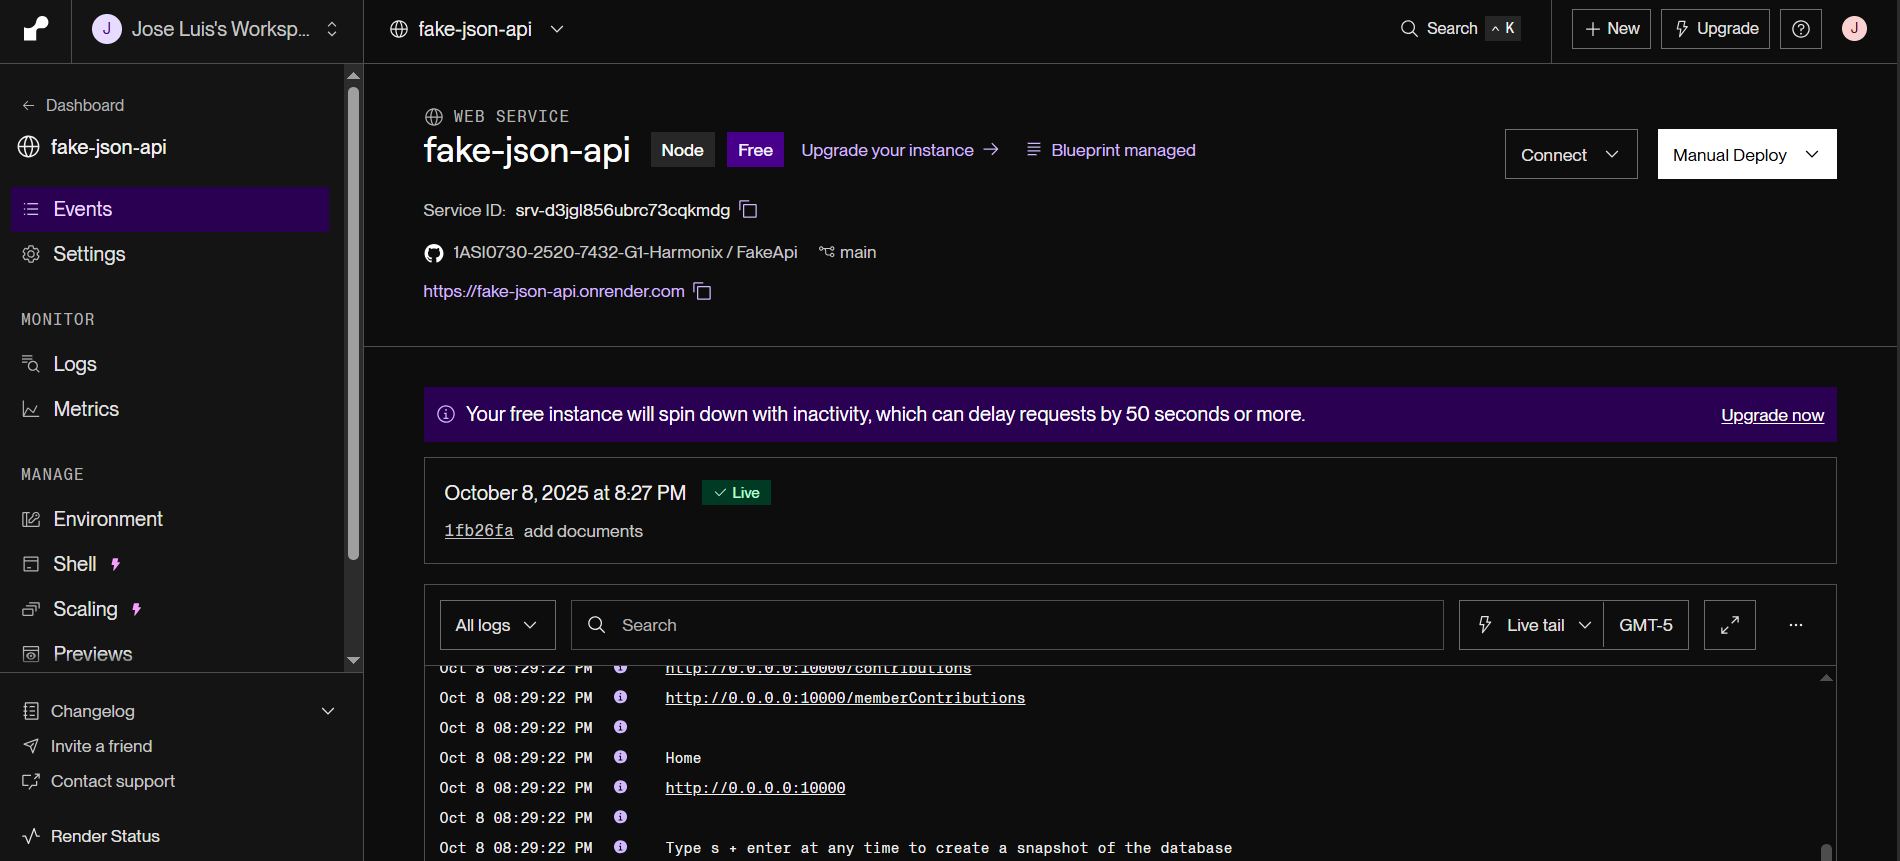 J Jose Luis's Worksp... fake-json-api Search ^ K + New Upgrade J
← Dashboard
fake-json-api
Events
Settings
MONITOR
Logs
Metrics
MANAGE
Environment
Shell
Scaling
Previews
Changelog
Invite a friend
Contact support
Render Status
WEB SERVICE
fake-json-api Node Free Upgrade your instance → Blueprint managed
Connect Manual Deploy
Service ID: srv-d3jgl856ubrc73cqkmdg
1ASI0730-2520-7432-G1-Harmonix / FakeApi main
https://fake-json-api.onrender.com
Your free instance will spin down with inactivity, which can delay requests by 50 seconds or more. Upgrade now
October 8, 2025 at 8:27 PM ✓ Live
1fb26fa add documents
All logs Search Live tail GMT-5 ...
Oct 8 08:29:22 PM http://0.0.0.0:10000/contributions
Oct 8 08:29:22 PM http://0.0.0.0:10000/memberContributions
Oct 8 08:29:22 PM
Oct 8 08:29:22 PM Home
Oct 8 08:29:22 PM http://0.0.0.0:10000
Oct 8 08:29:22 PM
Oct 8 08:29:22 PM Type s + enter at any time to create a snapshot of the database